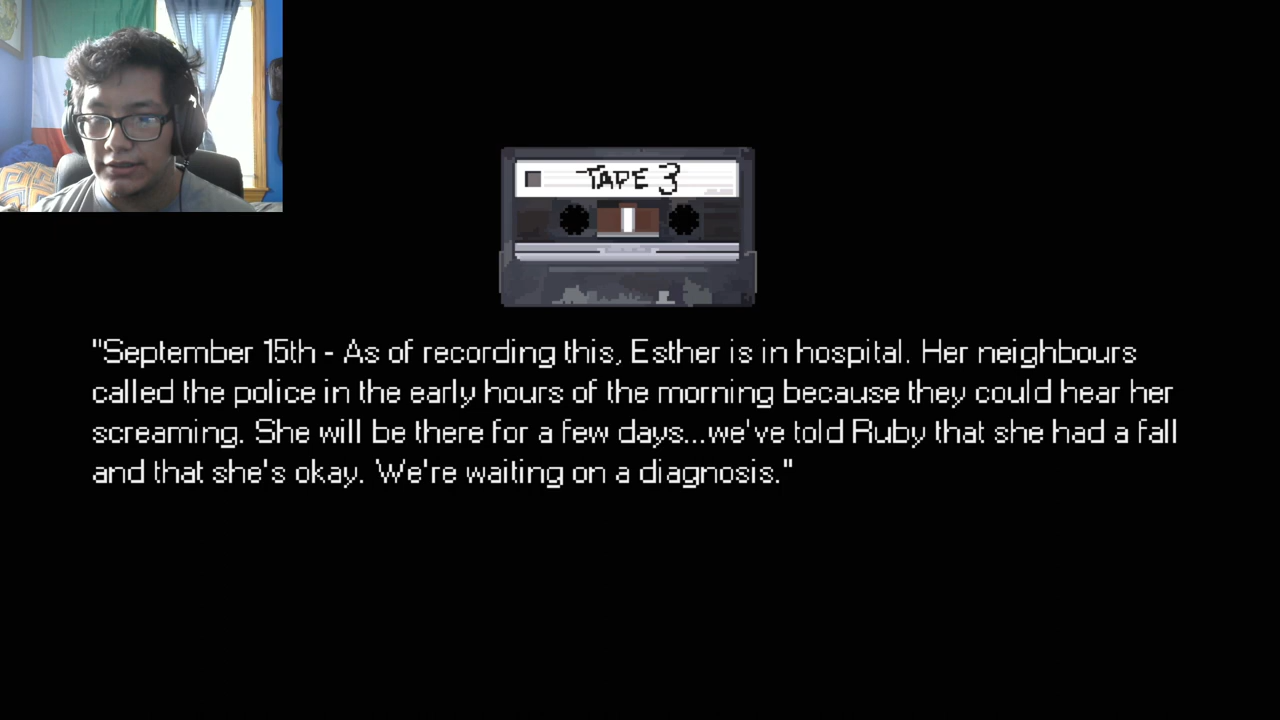 TAPE 3
"September 15th - As of recording this, Esther is in hospital. Her neighbours
called the police in the early hours of the morning because they could hear her
screaming. She will be there for a few days...we've told Ruby that she had a fall
and that she's okay. We're waiting on a diagnosis."